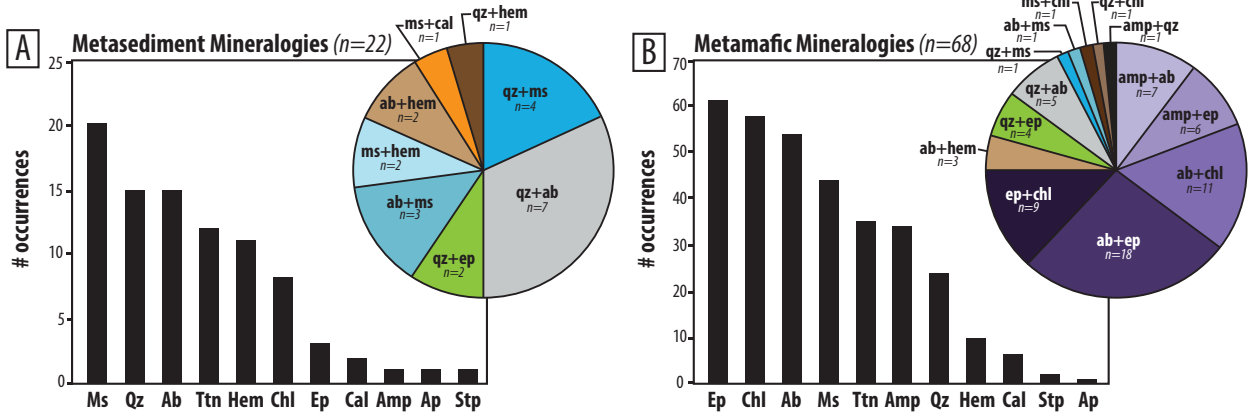 A
Metasediment Mineralogies (n=22)
# occurrences
25
20
15
10
5
0
Ms Qz Ab Ttn Hem Chl Ep Cal Amp Ap Stp
qz+hem
n=1
ms+cal
n=1
qz+ms
n=4
ab+hem
n=2
ms+hem
n=2
qz+ab
n=7
ab+ms
n=3
qz+ep
n=2
B
Metamafic Mineralogies (n=68)
# occurrences
70
60
50
40
30
20
10
0
Ep Chl Ab Ms Ttn Amp Qz Hem Cal Stp Ap
ms+chl
n=1
qz+chl
n=1
ab+ms
n=1
amp+qz
n=1
qz+ms
n=1
amp+ab
n=7
qz+ab
n=5
amp+ep
n=6
qz+ep
n=4
ab+hem
n=3
ab+chl
n=11
ep+chl
n=9
ab+ep
n=18